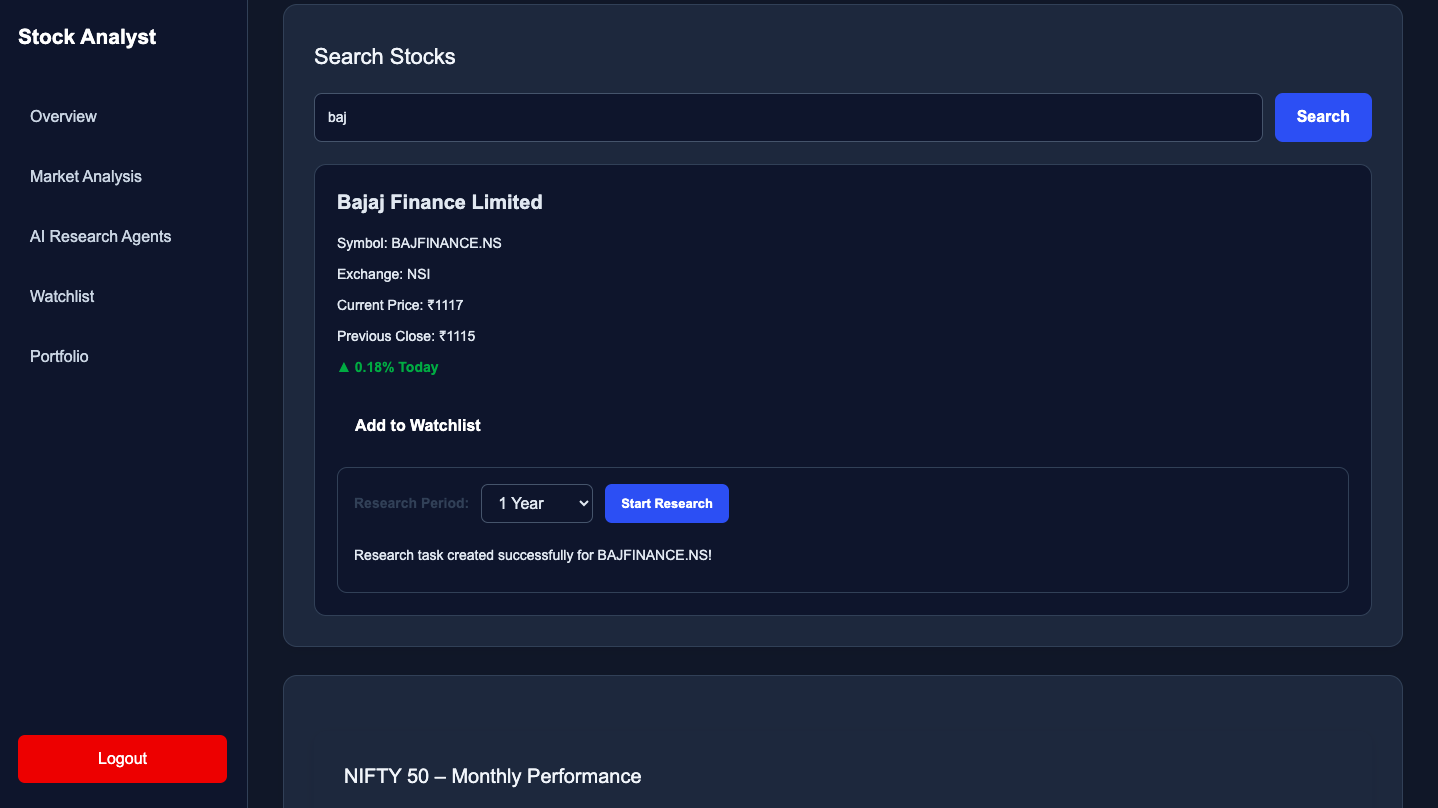 Stock Analyst
Overview
Market Analysis
AI Research Agents
Watchlist
Portfolio
Logout
Search Stocks
baj
Search
Bajaj Finance Limited
Symbol: BAJFINANCE.NS
Exchange: NSI
Current Price: ₹1117
Previous Close: ₹1115
▲ 0.18% Today
Add to Watchlist
Research Period: 1 Year Start Research
Research task created successfully for BAJFINANCE.NS!
NIFTY 50 – Monthly Performance